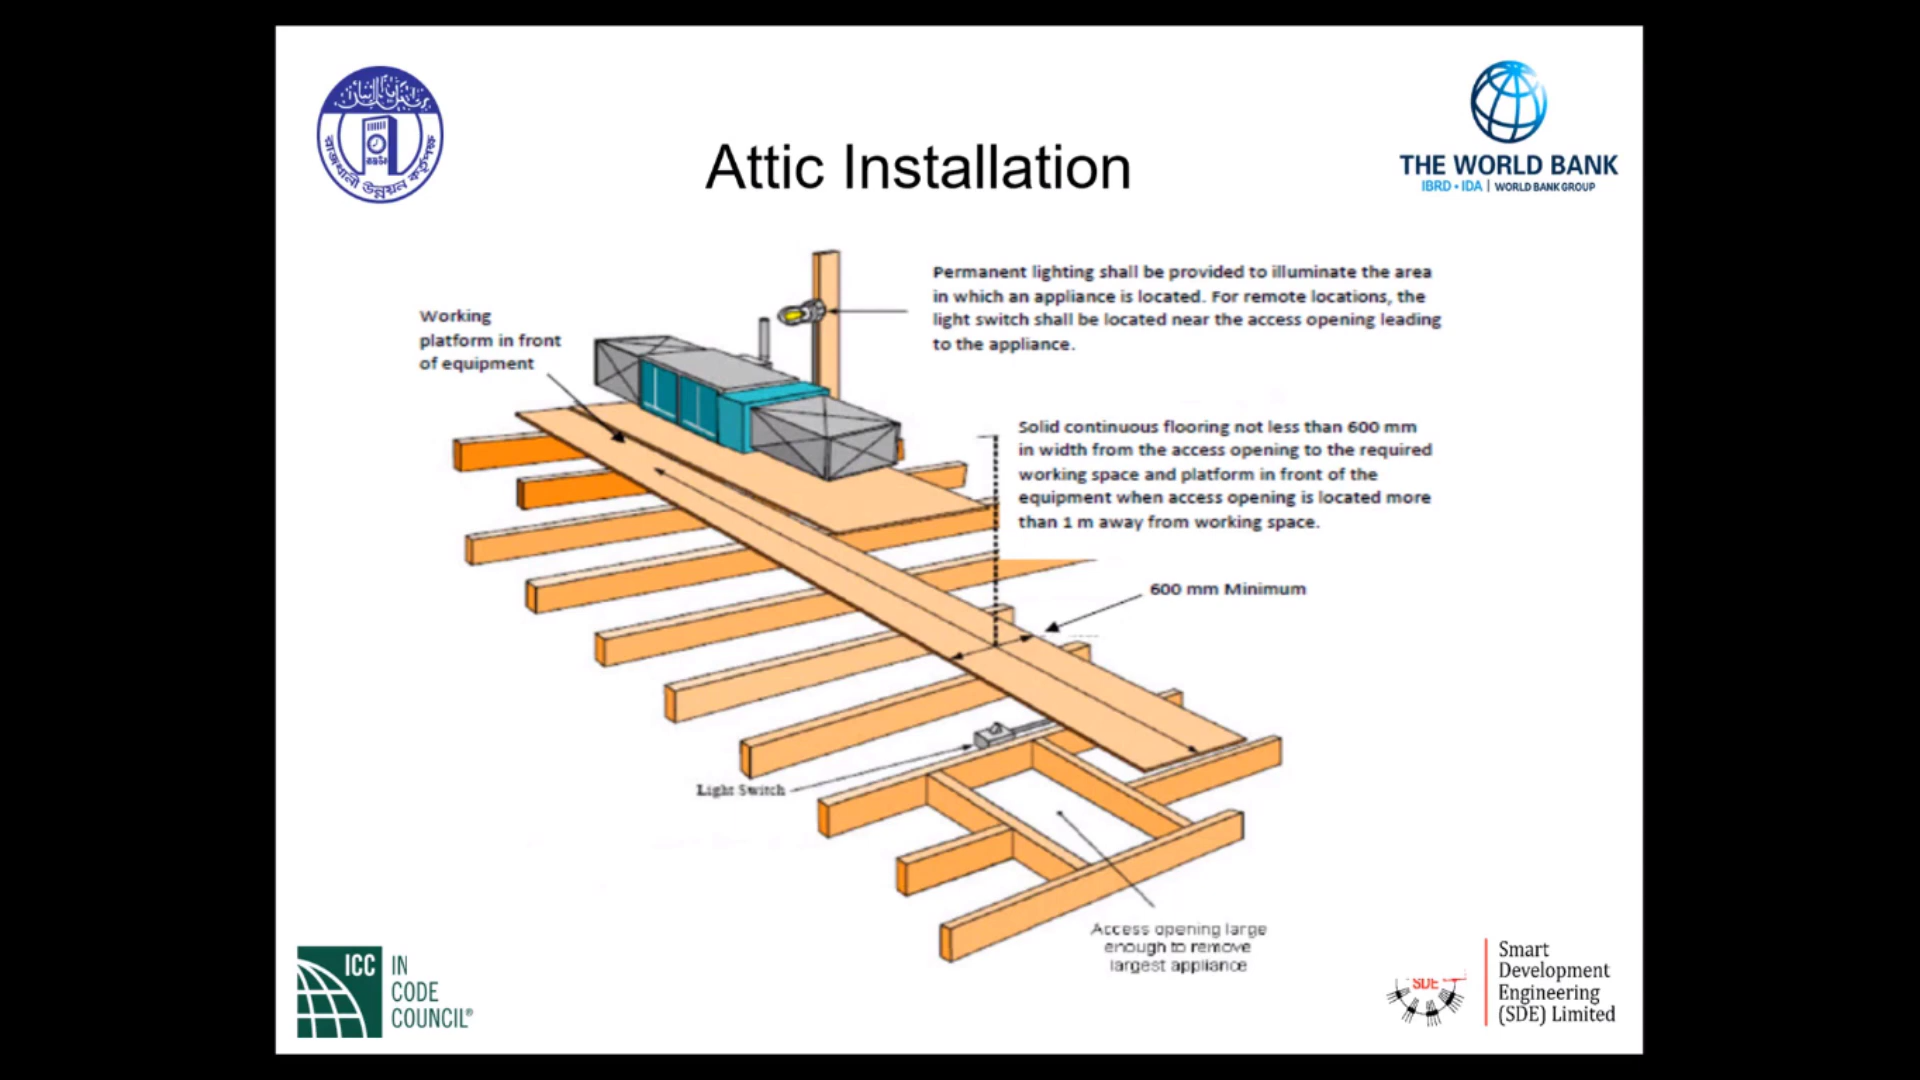 রাজধানী উন্নয়ন কর্তৃপক্ষ
Attic Installation
THE WORLD BANK
IBRD • IDA | WORLD BANK GROUP
Working
platform in front
of equipment
Permanent lighting shall be provided to illuminate the area
in which an appliance is located. For remote locations, the
light switch shall be located near the access opening leading
to the appliance.
Solid continuous flooring not less than 600 mm
in width from the access opening to the required
working space and platform in front of the
equipment when access opening is located more
than 1 m away from working space.
600 mm Minimum
Light Switch
Access opening large
enough to remove
largest appliance
ICC
IN
CODE
COUNCIL®
SDE
Smart
Development
Engineering
(SDE) Limited